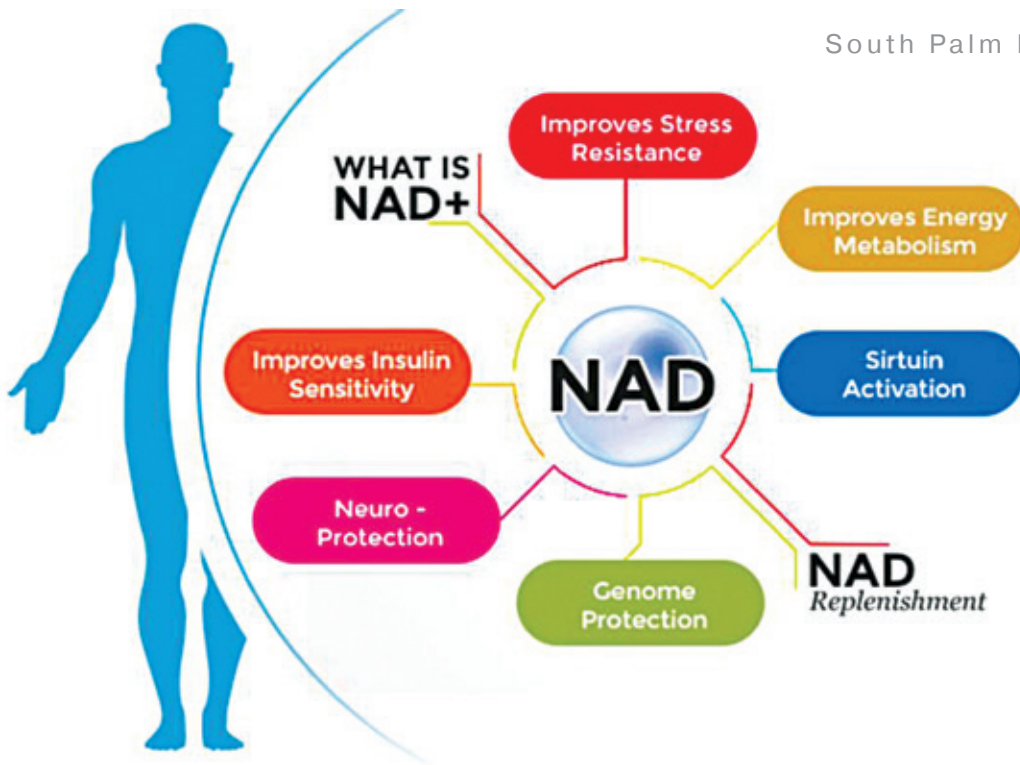 South Palm
Improves Stress
Resistance
WHAT IS
NAD+
Improves Energy
Metabolism
Improves Insulin
Sensitivity
NAD
Sirtuin
Activation
Neuro -
Protection
Genome
Protection
NAD
Replenishment